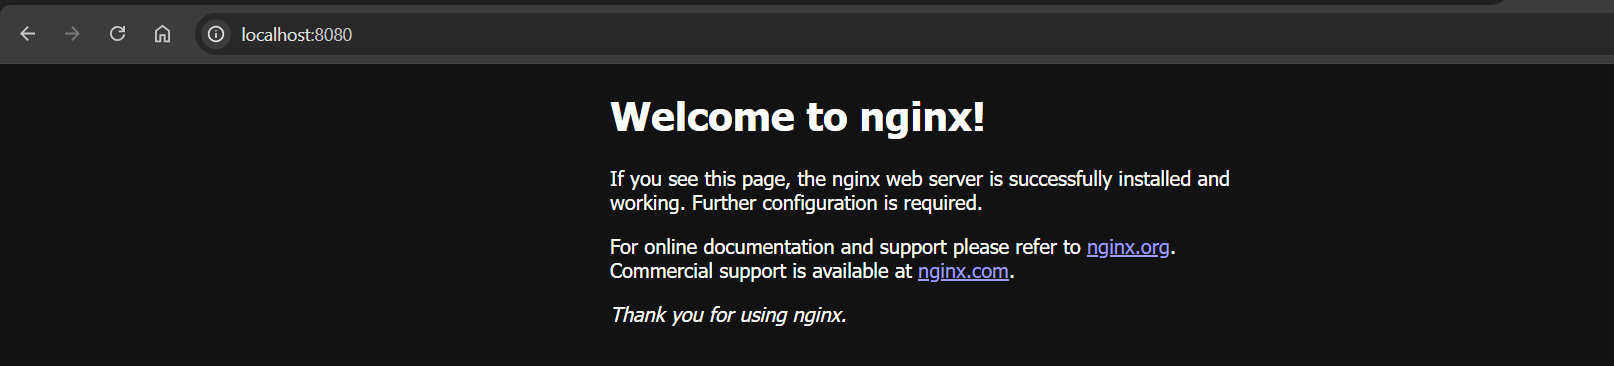 localhost:8080
Welcome to nginx!
If you see this page, the nginx web server is successfully installed and
working. Further configuration is required.
For online documentation and support please refer to nginx.org.
Commercial support is available at nginx.com.
Thank you for using nginx.